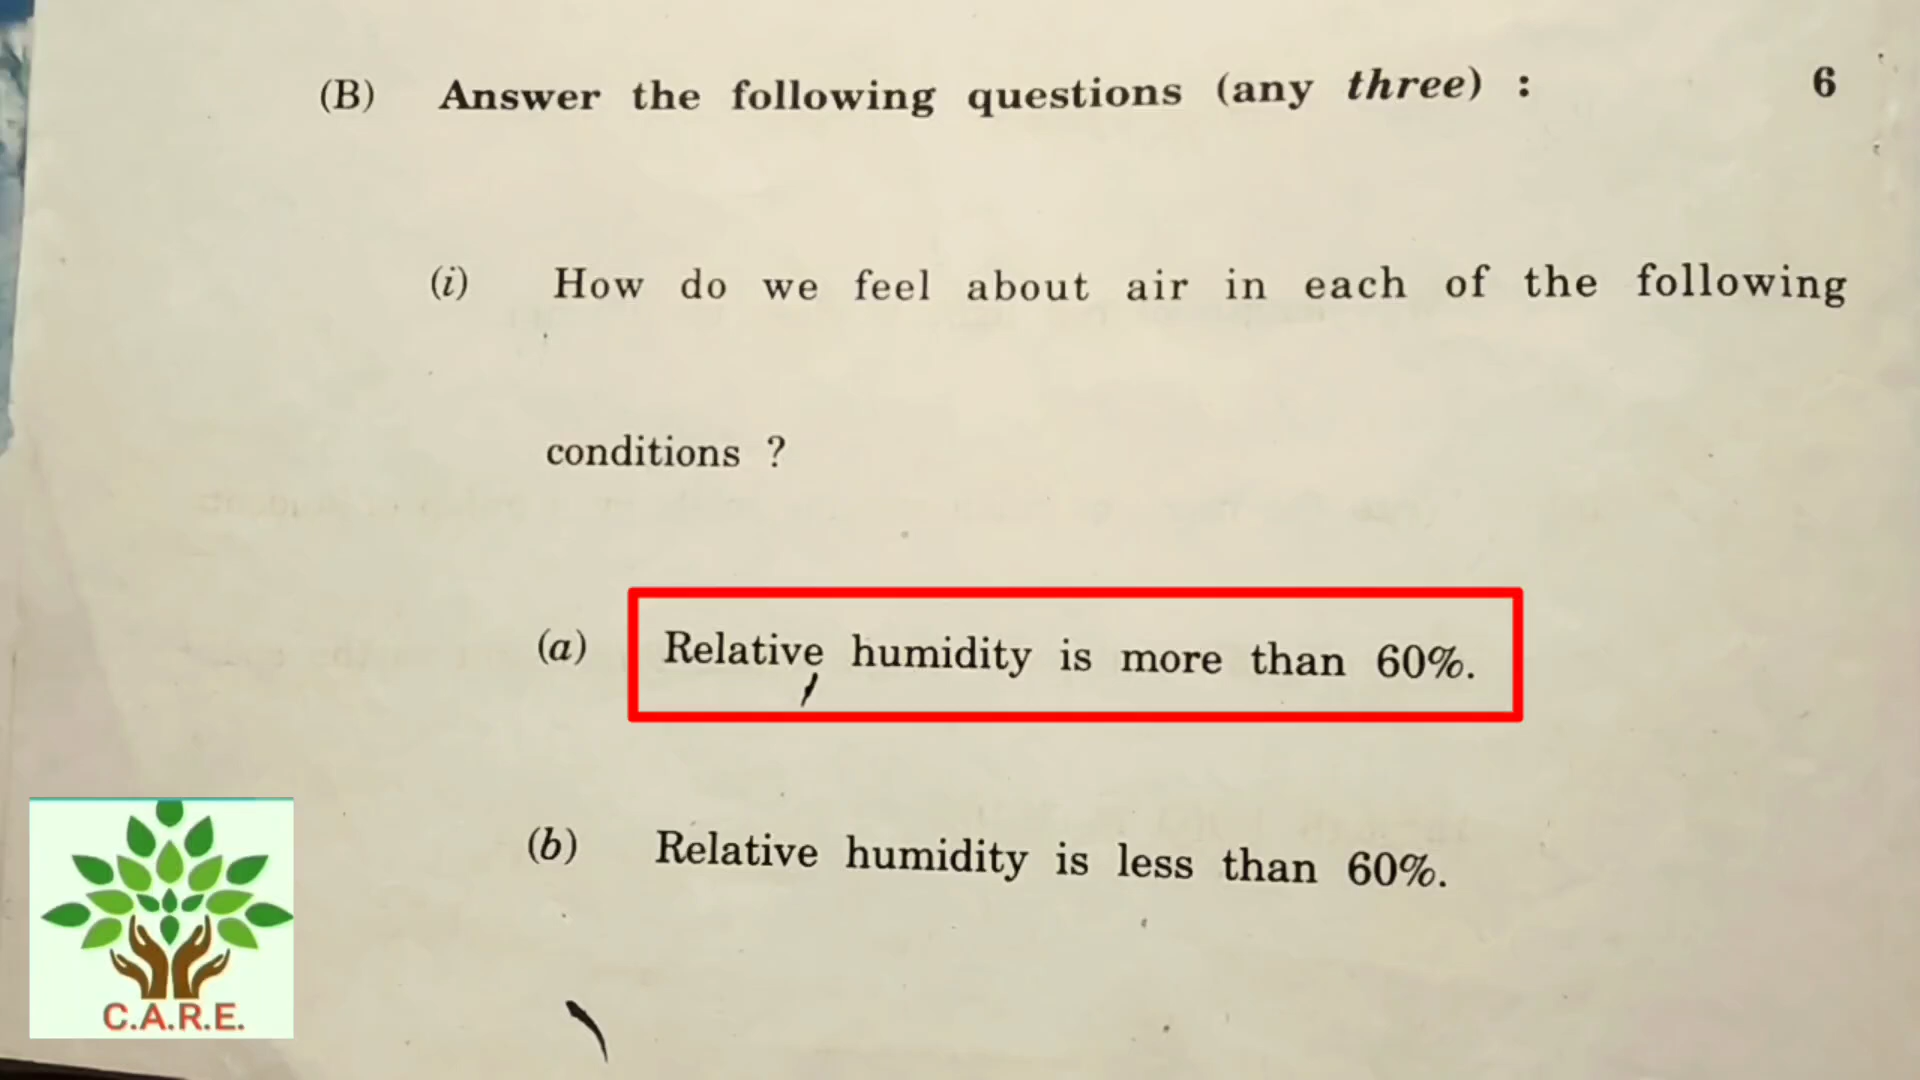 (B) Answer the following questions (any three) : 6
(i) How do we feel about air in each of the following
conditions ?
(a) Relative humidity is more than 60%.
(b) Relative humidity is less than 60%.
C.A.R.E.